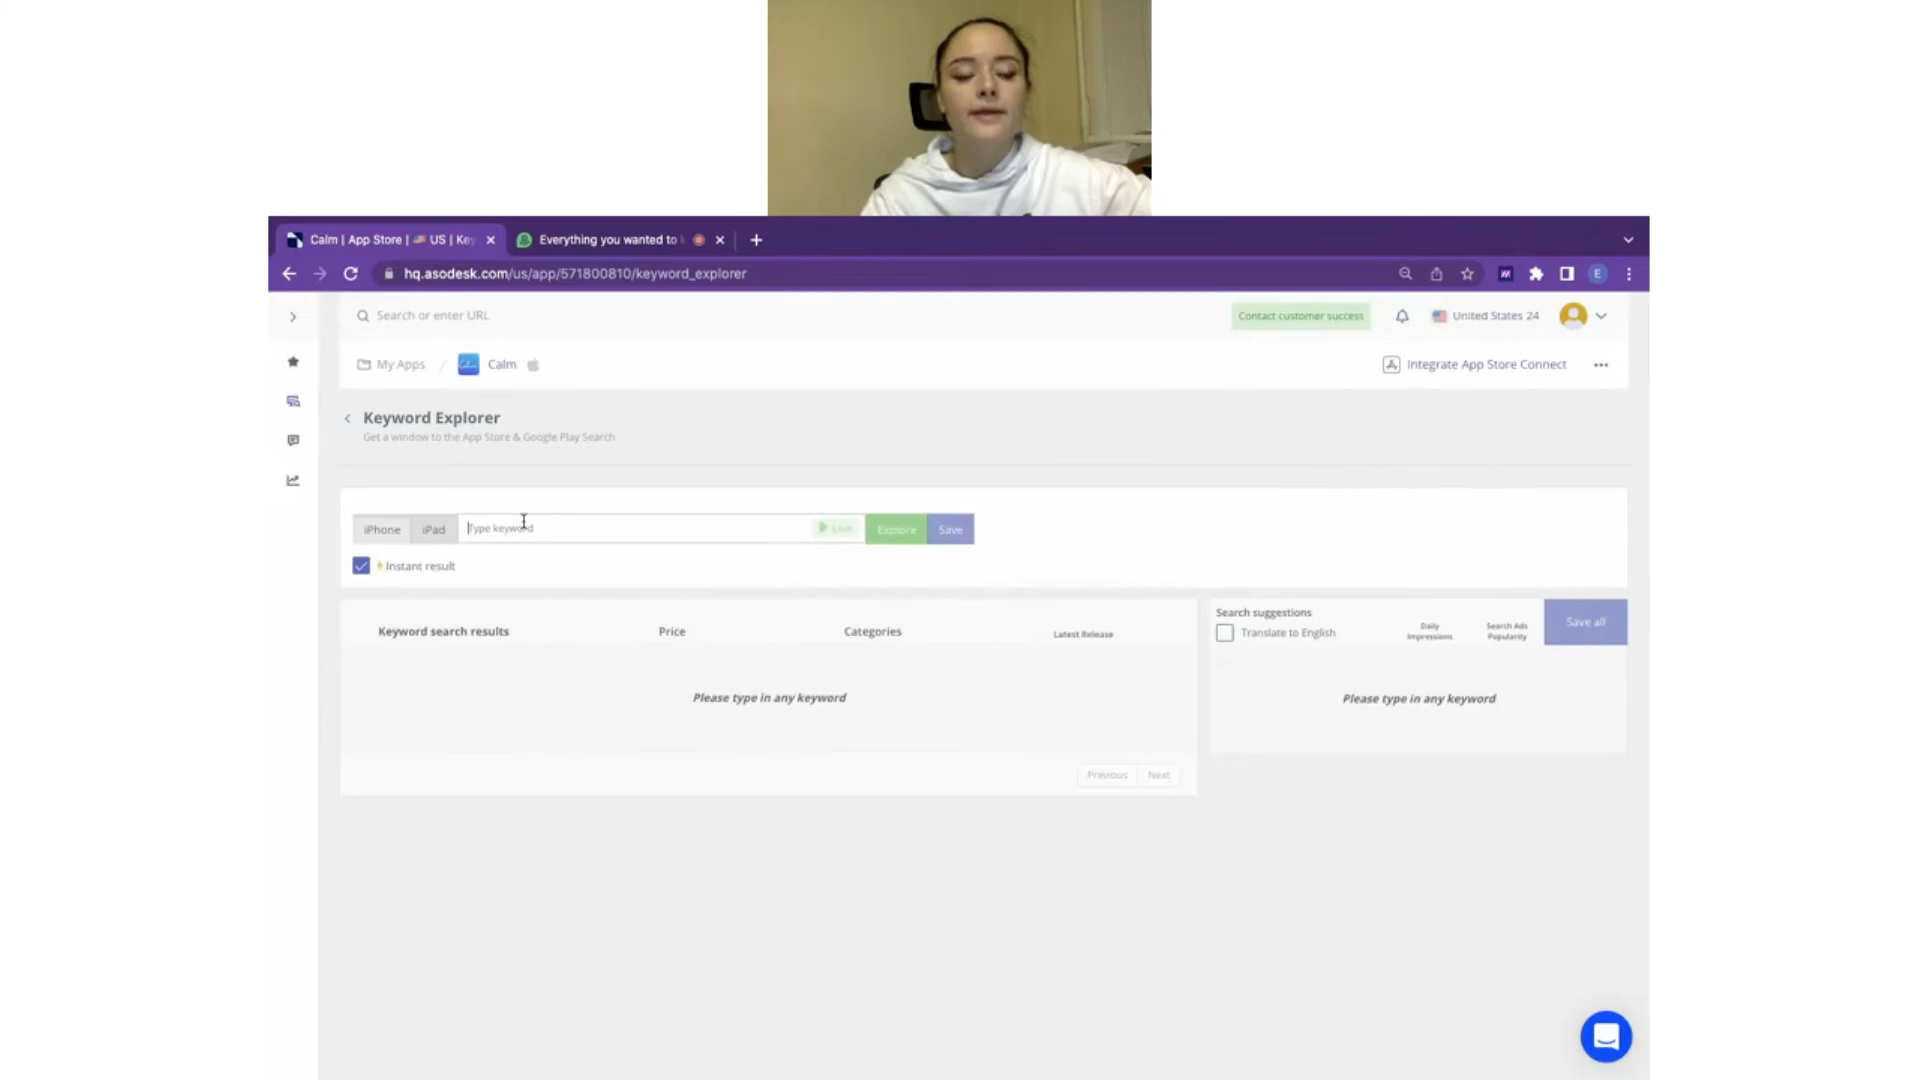 Calm | App Store | US | Key
Everything you wanted to
hq.asodesk.com/us/app/571800810/keyword_explorer
E
Search or enter URL
Contact customer success
United States 24
My Apps / Calm
Integrate App Store Connect
Keyword Explorer
Get a window to the App Store & Google Play Search
iPhone
iPad
Type keyword
Live
Explore
Save
Instant result
Keyword search results
Price
Categories
Latest Release
Search suggestions
Translate to English
Daily
Impressions
Search Ads
Popularity
Save all
Please type in any keyword
Please type in any keyword
Previous
Next